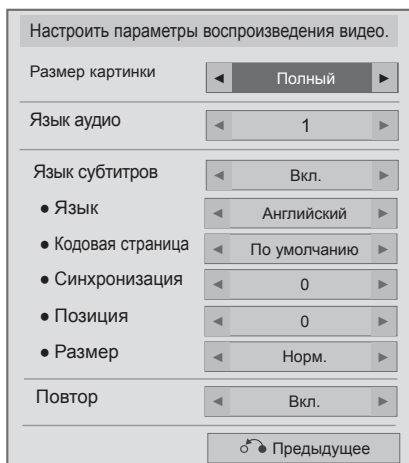 Настроить параметры воспроизведения видео.
Размер картинки ◄ Полный ►
Язык аудио ◄ 1 ►
Язык субтитров ◄ Вкл. ►
● Язык ◄ Английский ►
● Кодовая страница ◄ По умолчанию ►
● Синхронизация ◄ 0 ►
● Позиция ◄ 0 ►
● Размер ◄ Норм. ►
Повтор ◄ Вкл. ►
Предыдущее